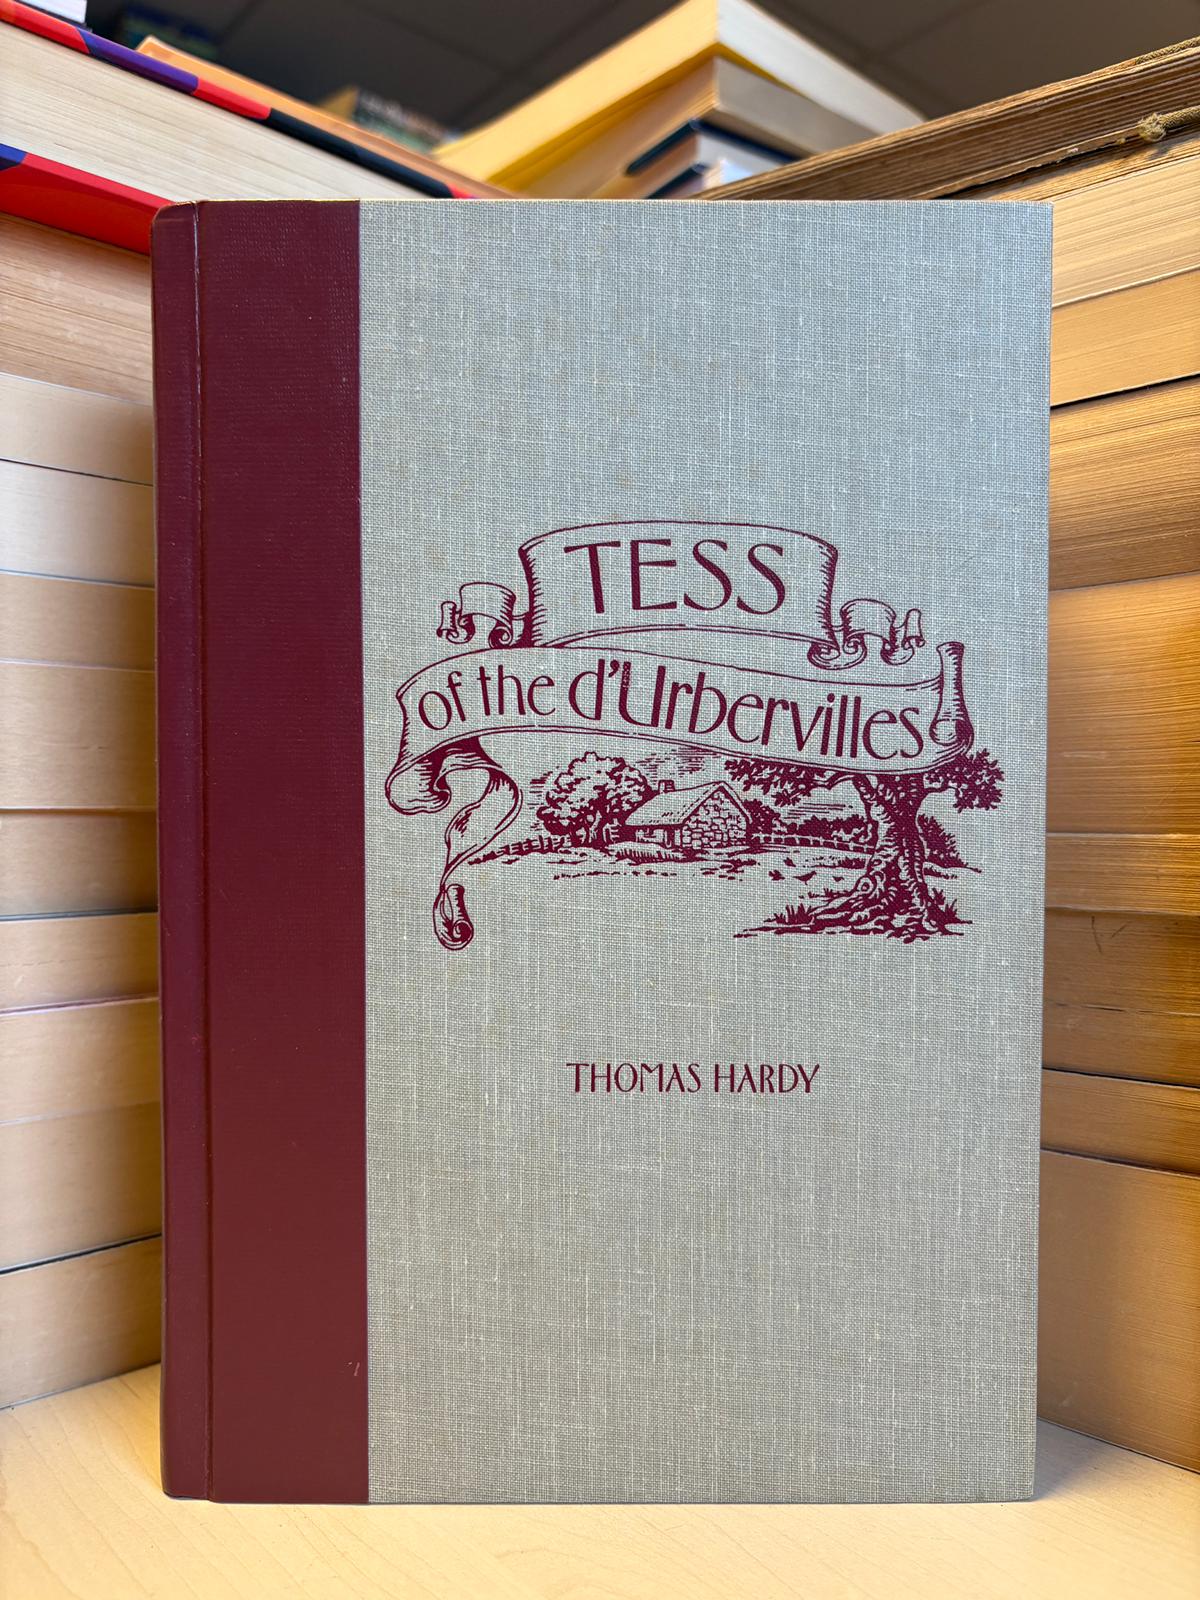 TESS
of the d'Urbervilles
THOMAS HARDY